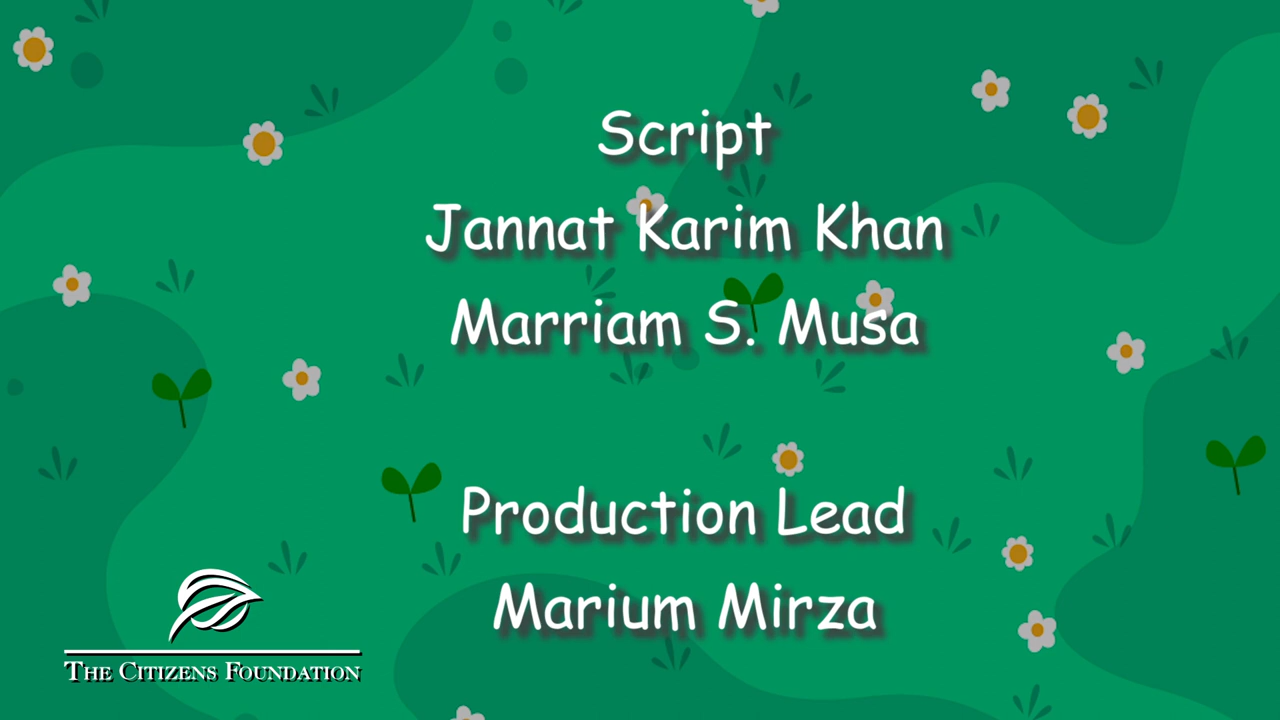 Script
Jannat Karim Khan
Marriam S. Musa
Production Lead
Marium Mirza
The Citizens Foundation